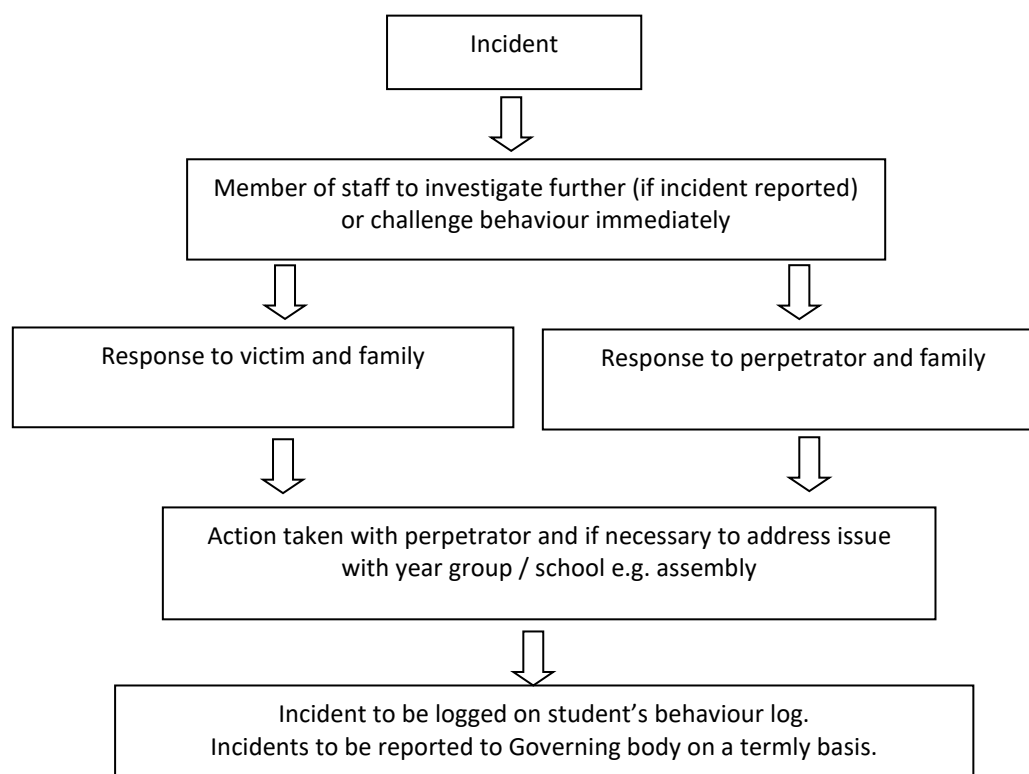 Incident
Member of staff to investigate further (if incident reported)
or challenge behaviour immediately
Response to victim and family
Response to perpetrator and family
Action taken with perpetrator and if necessary to address issue
with year group / school e.g. assembly
Incident to be logged on student’s behaviour log.
Incidents to be reported to Governing body on a termly basis.